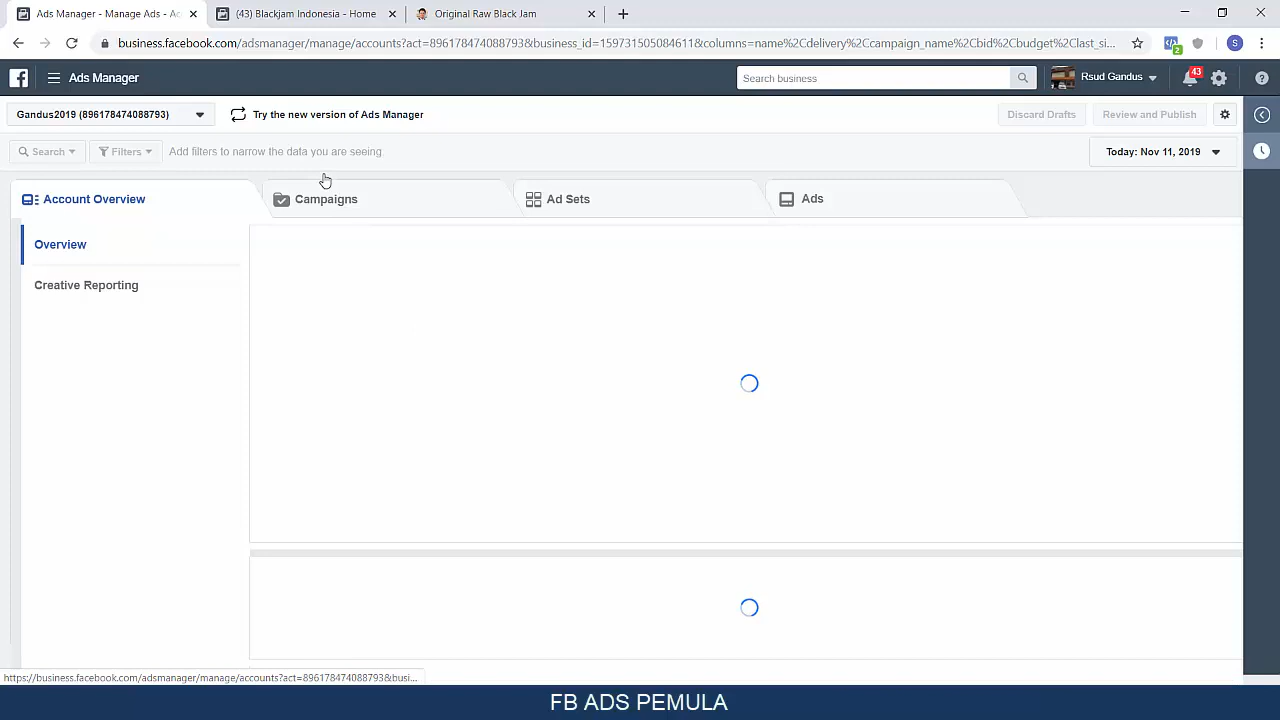 Ads Manager - Manage Ads - Ac
(43) Blackjam Indonesia - Home
Original Raw Black Jam
business.facebook.com/adsmanager/manage/accounts?act=896178474088793&business_id=159731505084611&columns=name%2Cdelivery%2Ccampaign_name%2Cbid%2Cbudget%2Clast_si...
2
S
Ads Manager
Search business
Rsud Gandus
43
Gandus2019 (896178474088793)
Try the new version of Ads Manager
Discard Drafts
Review and Publish
Search
Filters
Add filters to narrow the data you are seeing.
Today: Nov 11, 2019
Account Overview
Campaigns
Ad Sets
Ads
Overview
Creative Reporting
https://business.facebook.com/adsmanager/manage/accounts?act=896178474088793&busi...
FB ADS PEMULA